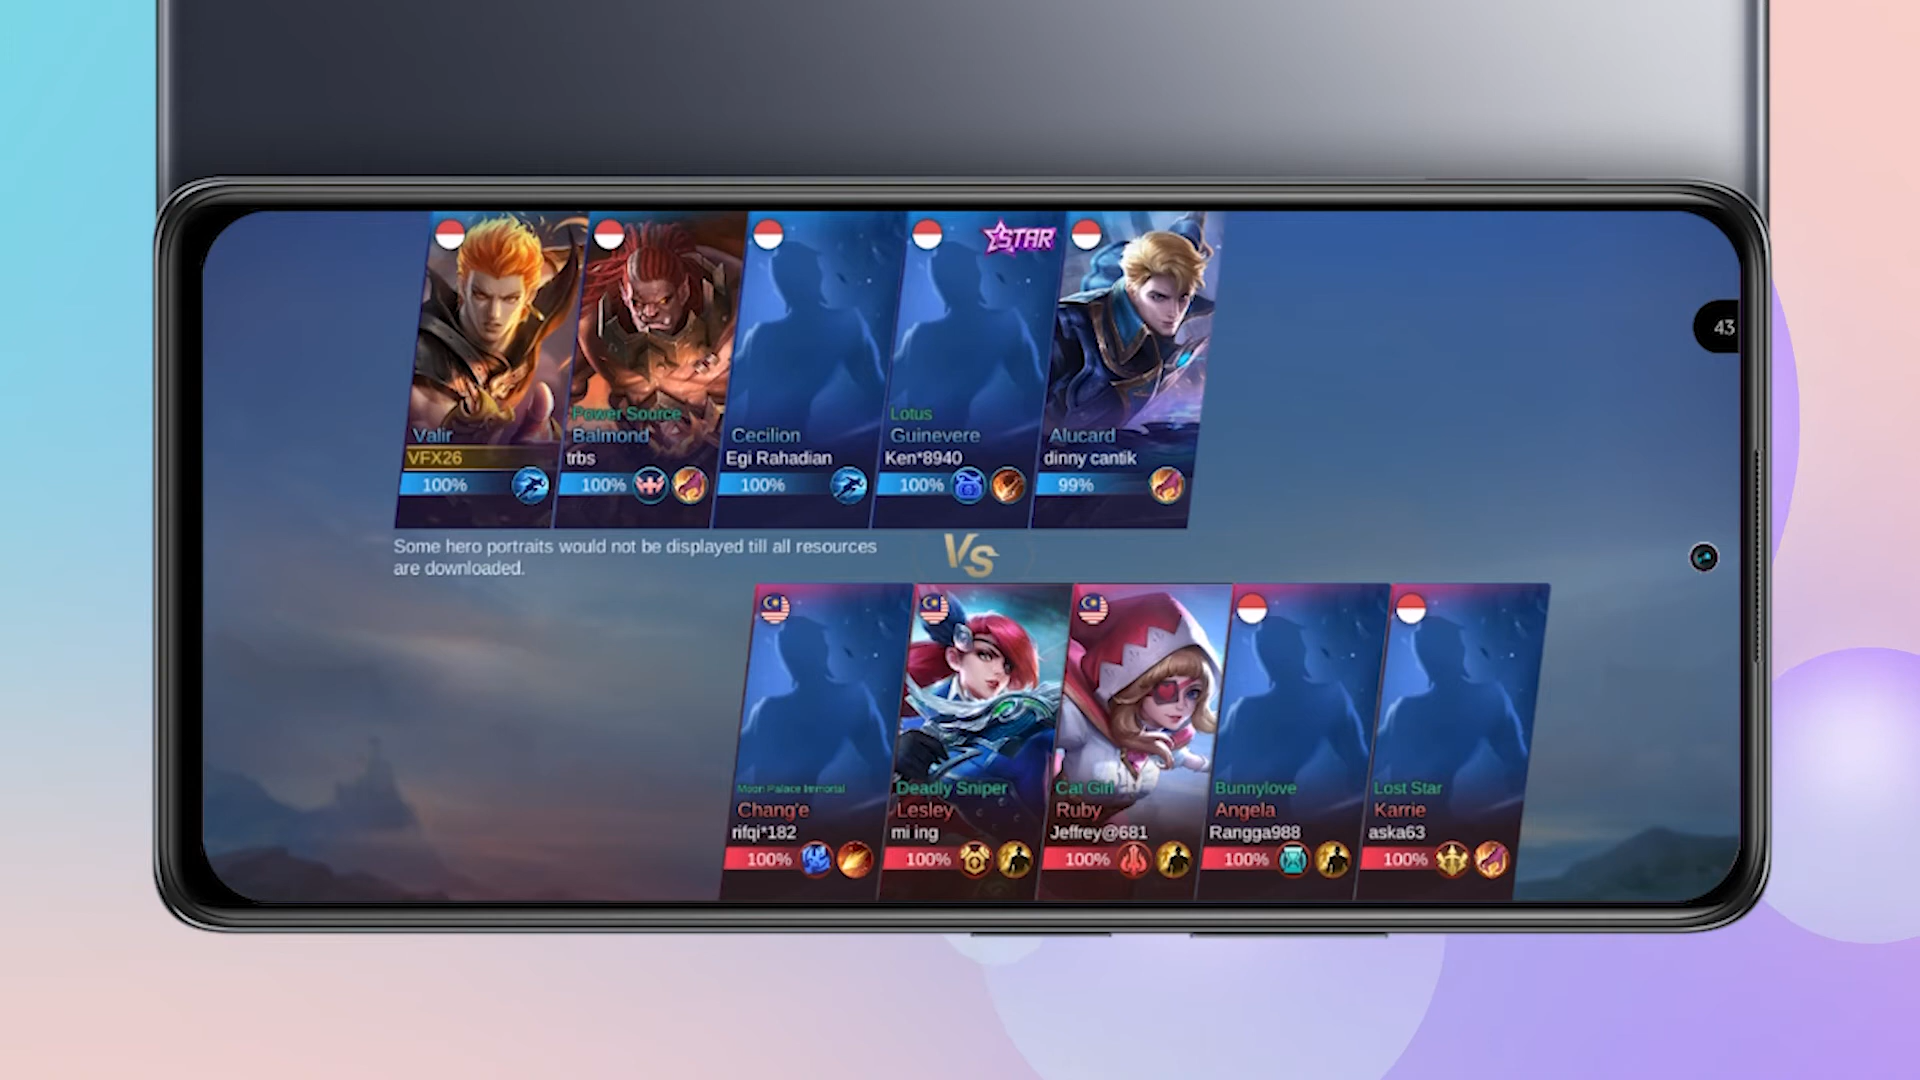 STAR
43
Valir
VFX26
100%
Power Source
Balmond
trbs
100%
Cecilion
Egi Rahadian
100%
Lotus
Guinevere
Ken*8940
100%
Alucard
dinny cantik
99%
Some hero portraits would not be displayed till all resources
are downloaded.
VS
Moon Palace Immortal
Chang'e
rifqi*182
100%
Deadly Sniper
Lesley
mi ing
100%
Cat Girl
Ruby
Jeffrey@681
100%
Bunnylove
Angela
Rangga988
100%
Lost Star
Karrie
aska63
100%